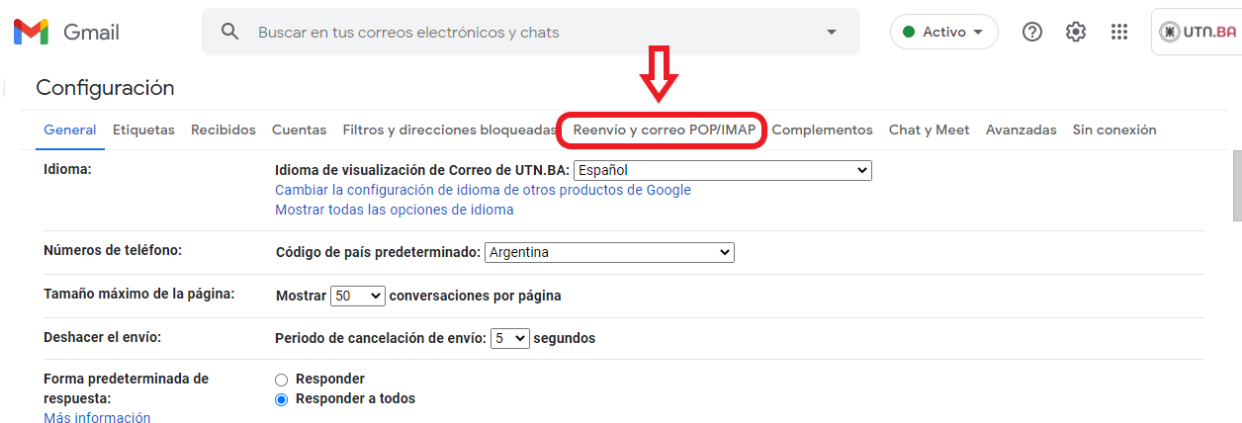 Gmail
Buscar en tus correos electrónicos y chats
Activo
UTN.BA
Configuración
General Etiquetas Recibidos Cuentas Filtros y direcciones bloqueadas Reenvío y correo POP/IMAP Complementos Chat y Meet Avanzadas Sin conexión
Idioma: Idioma de visualización de Correo de UTN.BA: Español
Cambiar la configuración de idioma de otros productos de Google
Mostrar todas las opciones de idioma
Números de teléfono: Código de país predeterminado: Argentina
Tamaño máximo de la página: Mostrar 50 conversaciones por página
Deshacer el envío: Periodo de cancelación de envío: 5 segundos
Forma predeterminada de Responder
respuesta: Responder a todos
Más información